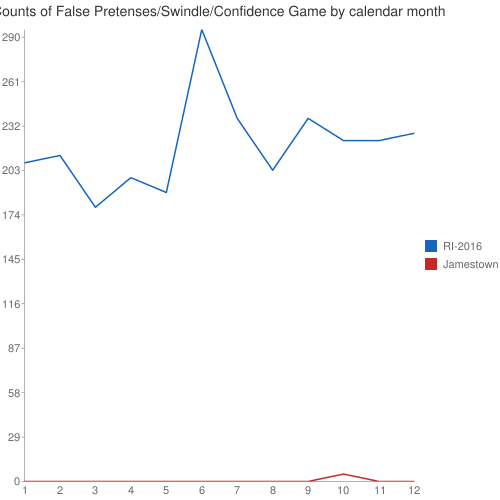 Counts of False Pretenses/Swindle/Confidence Game by calendar month
290
261
232
203
174
145
116
87
58
29
0
1 2 3 4 5 6 7 8 9 10 11 12
RI-2016
Jamestown